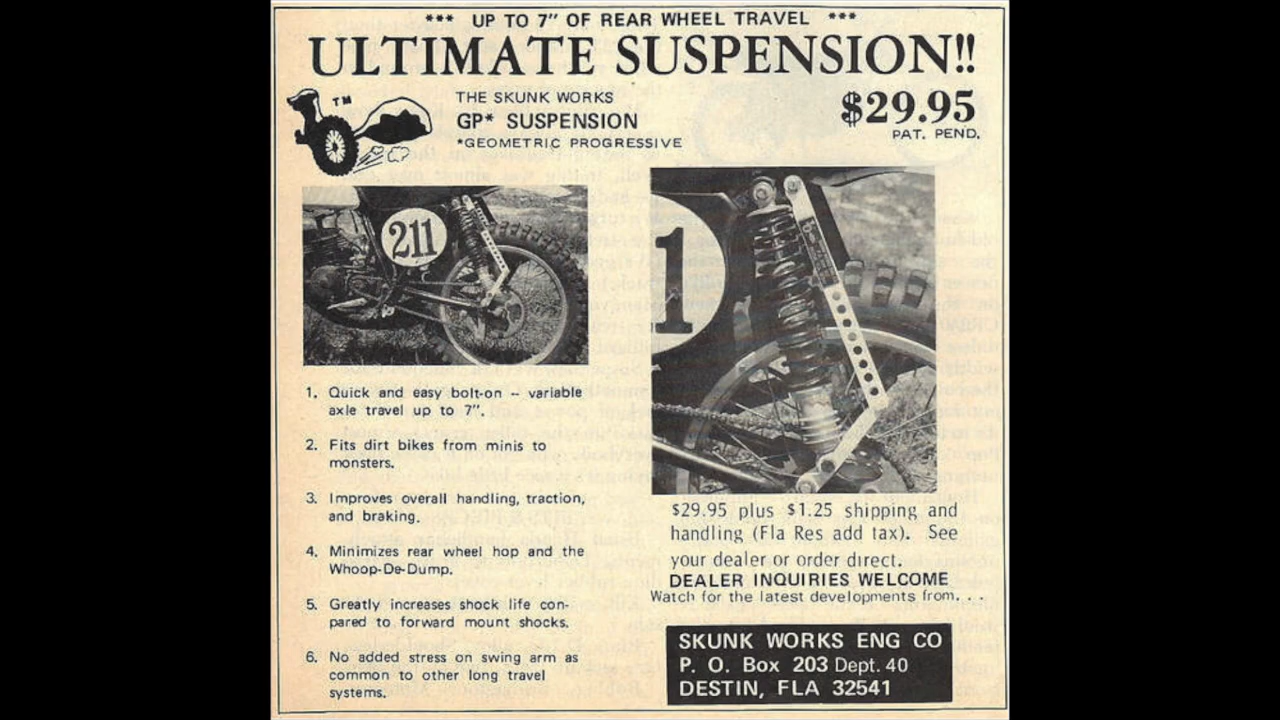 *** UP TO 7" OF REAR WHEEL TRAVEL ***
ULTIMATE SUSPENSION!!
TM
THE SKUNK WORKS
GP* SUSPENSION
*GEOMETRIC PROGRESSIVE
$29.95
PAT. PEND.
211
1
1. Quick and easy bolt-on -- variable
axle travel up to 7".
2. Fits dirt bikes from minis to
monsters.
3. Improves overall handling, traction,
and braking.
4. Minimizes rear wheel hop and the
Whoop-De-Dump.
5. Greatly increases shock life com-
pared to forward mount shocks.
6. No added stress on swing arm as
common to other long travel
systems.
$29.95 plus $1.25 shipping and
handling (Fla Res add tax). See
your dealer or order direct.
DEALER INQUIRIES WELCOME
Watch for the latest developments from. . .
SKUNK WORKS ENG CO
P. O. Box 203 Dept. 40
DESTIN, FLA 32541